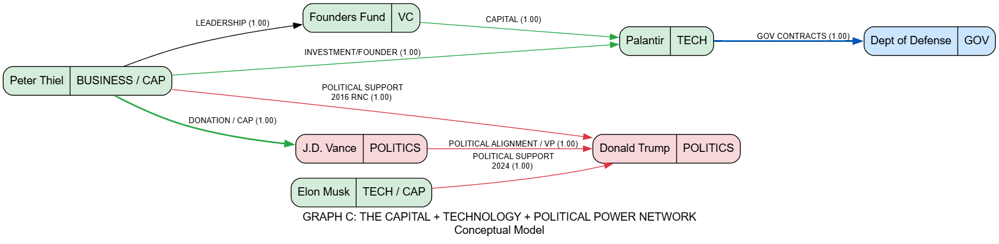 Founders Fund VC
LEADERSHIP (1.00)
CAPITAL (1.00)
Palantir TECH
GOV CONTRACTS (1.00)
Dept of Defense GOV
INVESTMENT/FOUNDER (1.00)
Peter Thiel BUSINESS / CAP
POLITICAL SUPPORT
2016 RNC (1.00)
DONATION / CAP (1.00)
J.D. Vance POLITICS
POLITICAL ALIGNMENT / VP (1.00)
Donald Trump POLITICS
POLITICAL SUPPORT
2024 (1.00)
Elon Musk TECH / CAP
GRAPH C: THE CAPITAL + TECHNOLOGY + POLITICAL POWER NETWORK
Conceptual Model